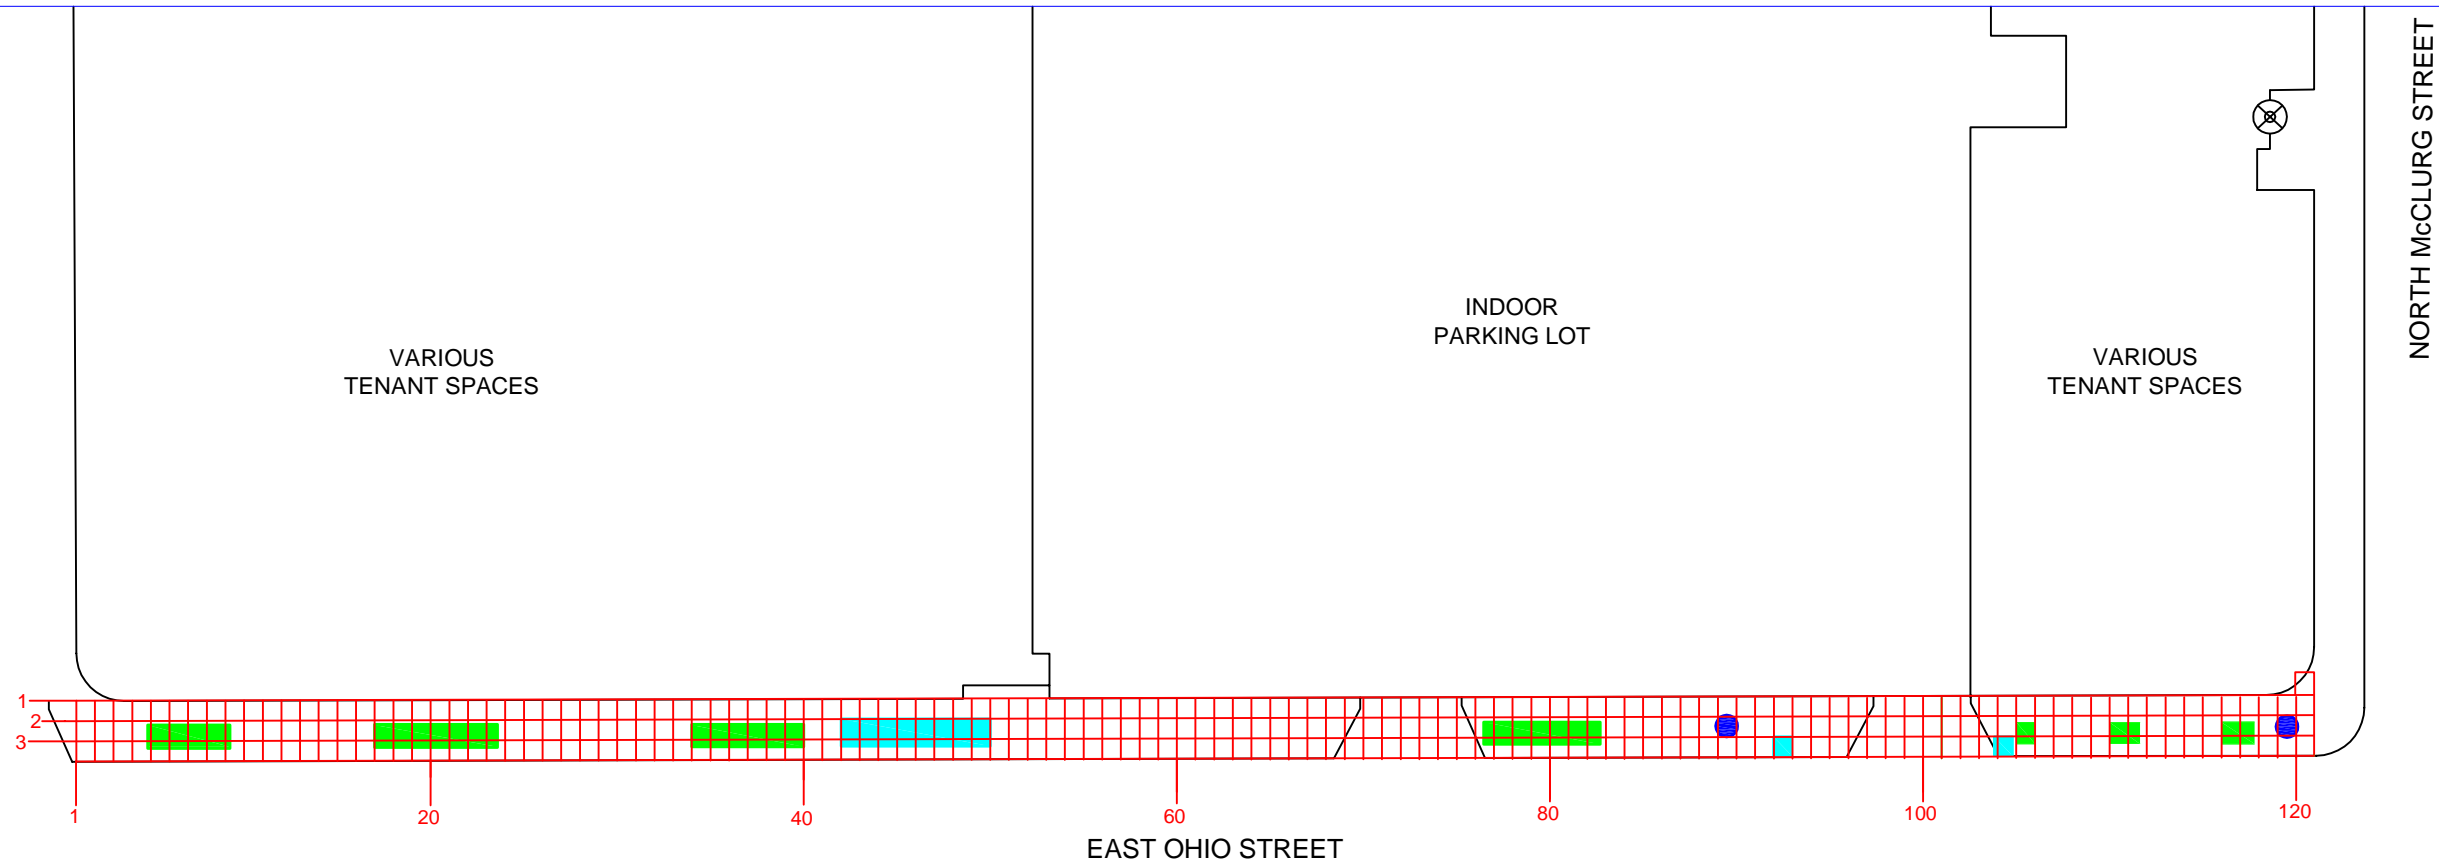 NORTH McCLURG STREET
INDOOR
PARKING LOT
VARIOUS
TENANT SPACES
VARIOUS
TENANT SPACES
1
2
3
1
20
40
60
80
100
120
EAST OHIO STREET